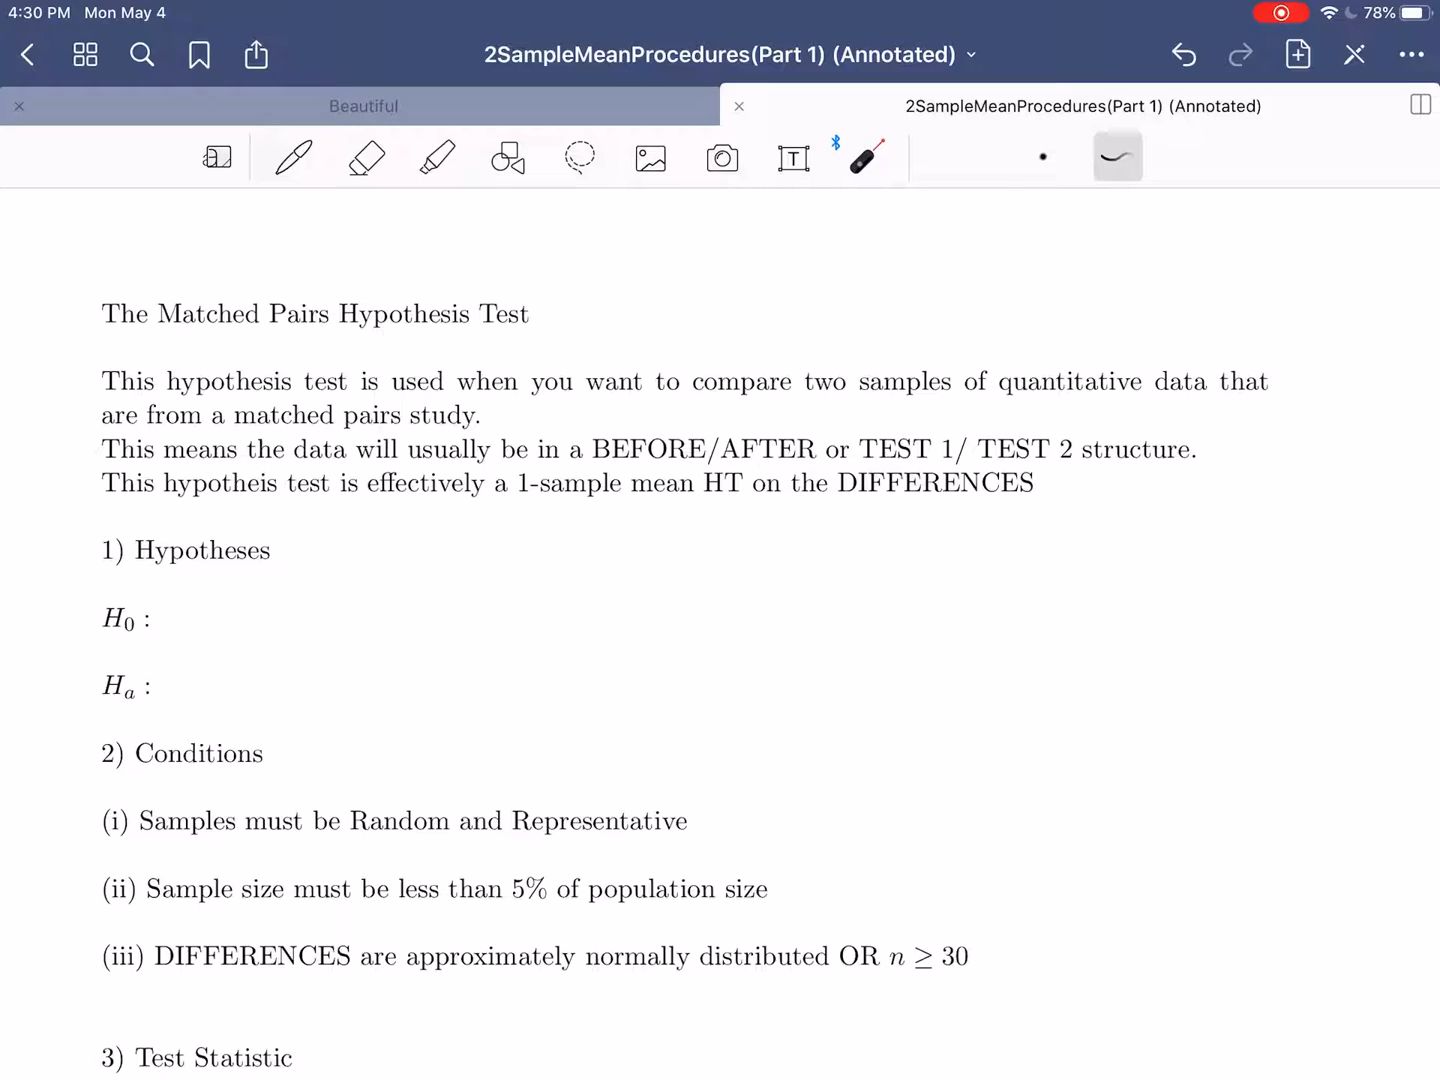 4:30 PM Mon May 4
78%
2SampleMeanProcedures(Part 1) (Annotated)
Beautiful
2SampleMeanProcedures(Part 1) (Annotated)
The Matched Pairs Hypothesis Test
This hypothesis test is used when you want to compare two samples of quantitative data that
are from a matched pairs study.
This means the data will usually be in a BEFORE/AFTER or TEST 1/ TEST 2 structure.
This hypotheis test is effectively a 1-sample mean HT on the DIFFERENCES
1) Hypotheses
H₀ :
Hₐ :
2) Conditions
(i) Samples must be Random and Representative
(ii) Sample size must be less than 5% of population size
(iii) DIFFERENCES are approximately normally distributed OR n ≥ 30
3) Test Statistic